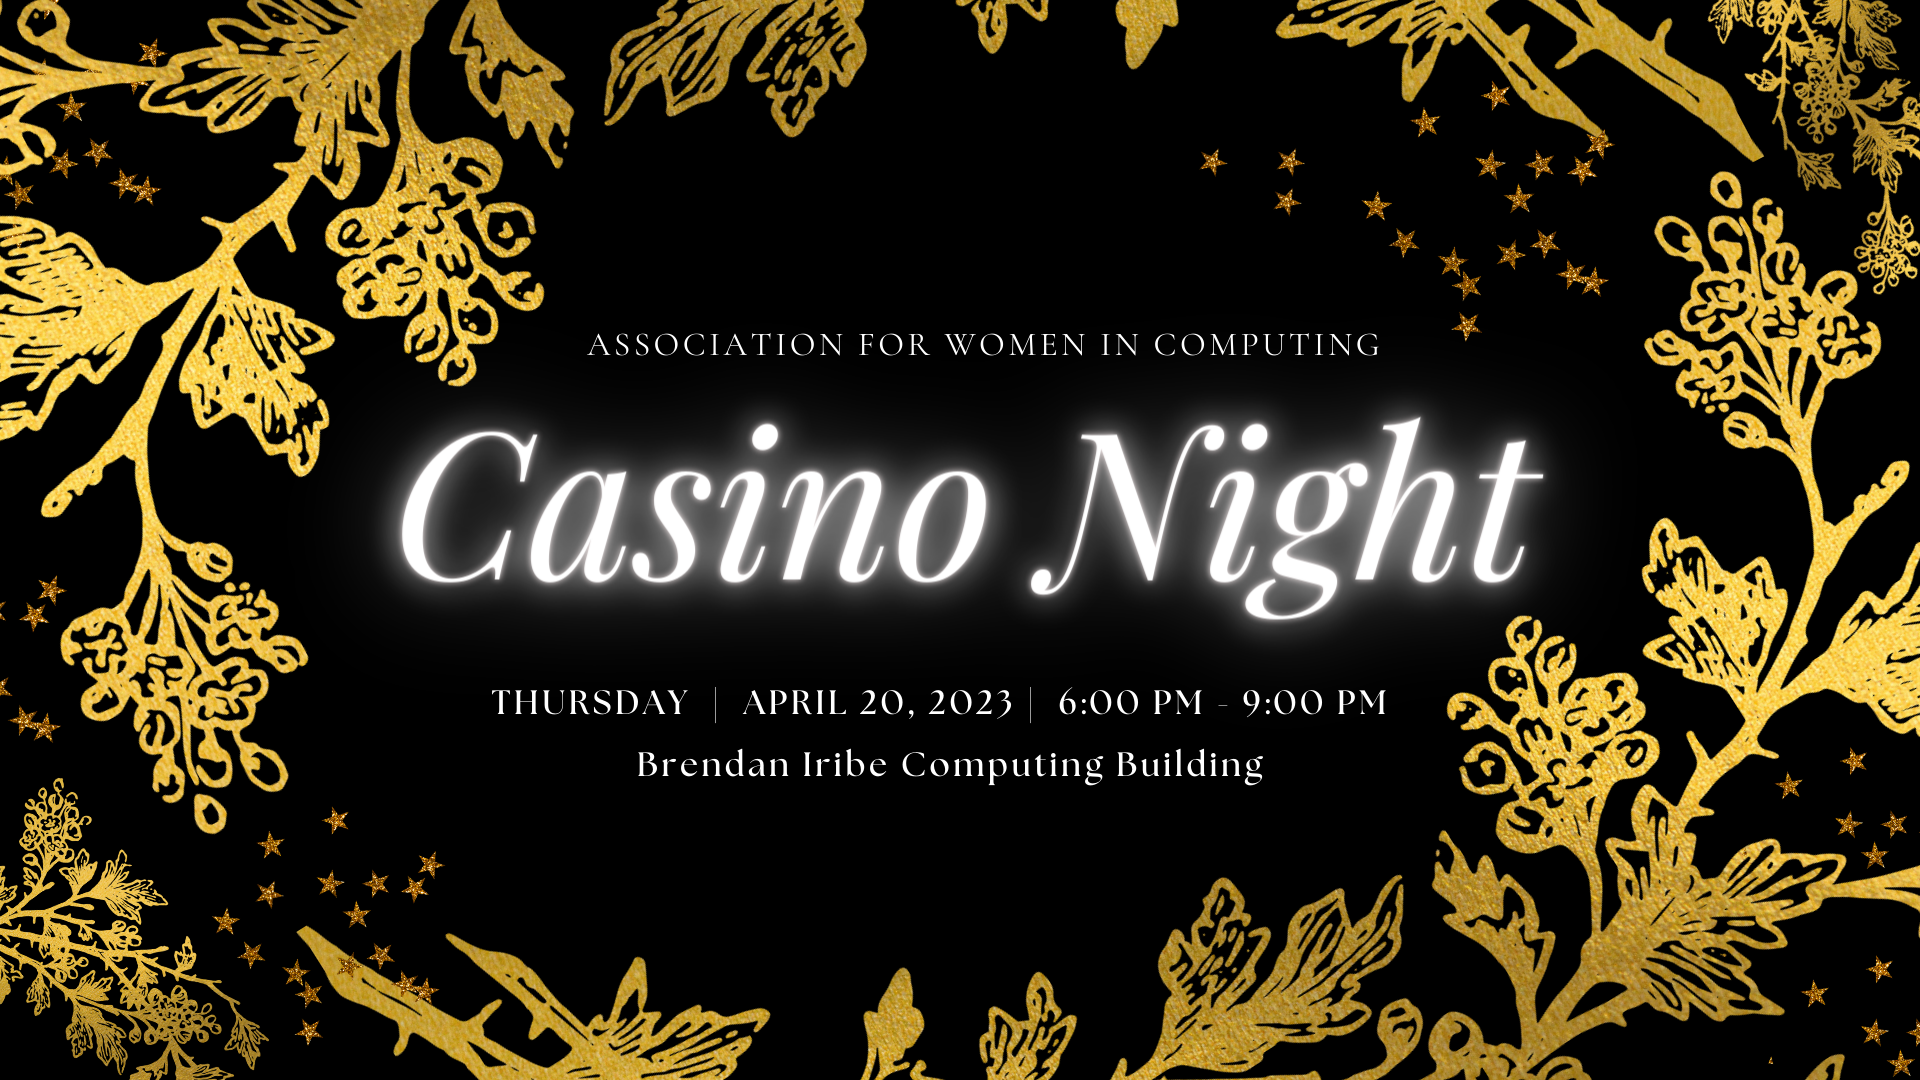 ASSOCIATION FOR WOMEN IN COMPUTING
Casino Night
THURSDAY | APRIL 20, 2023 | 6:00 PM - 9:00 PM
Brendan Iribe Computing Building